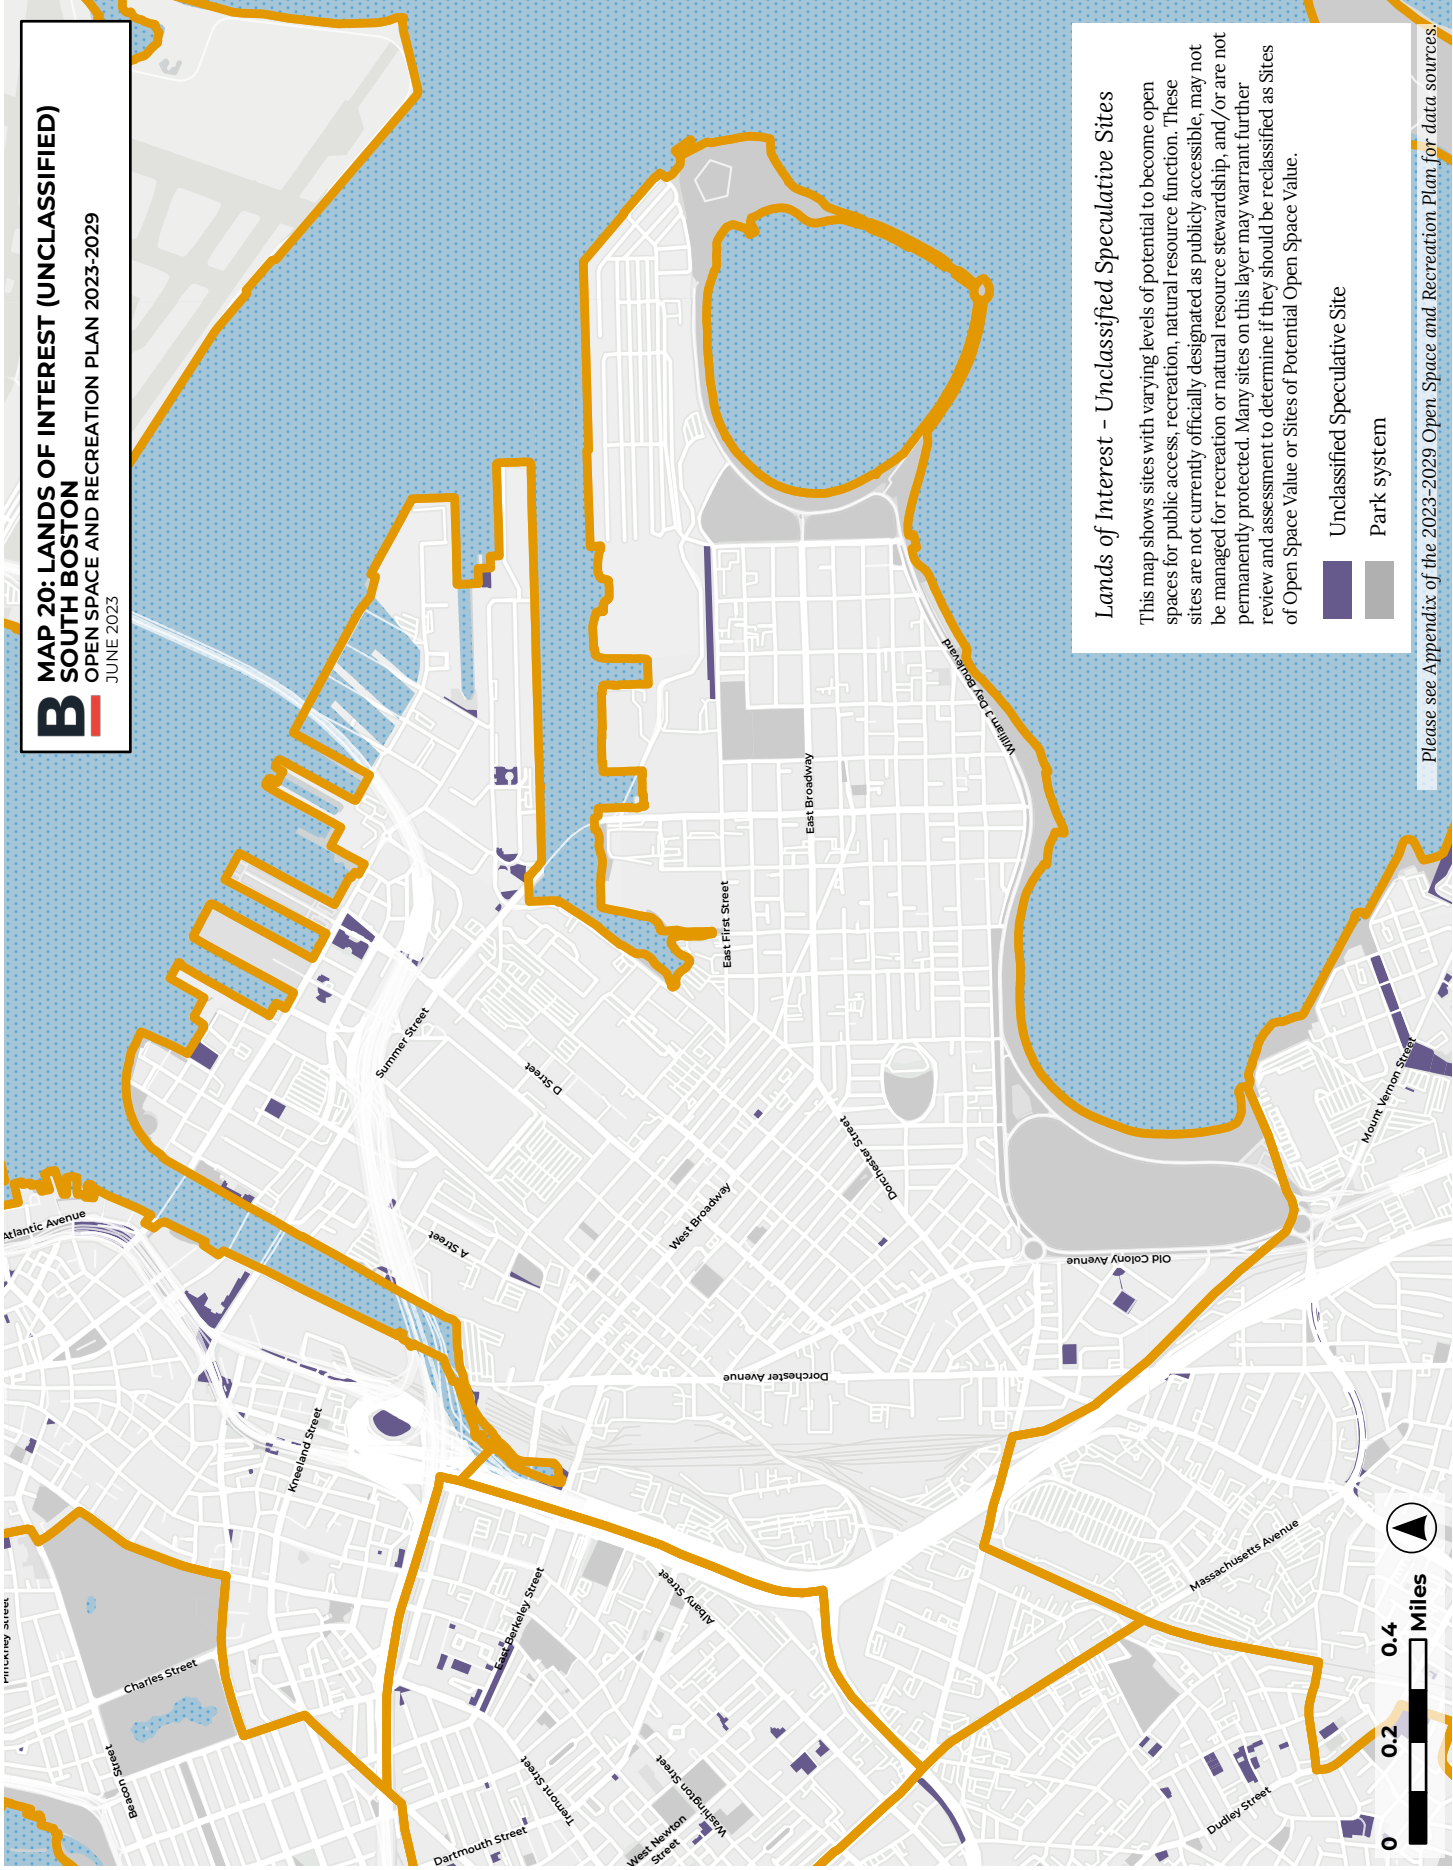 B
MAP 20: LANDS OF INTEREST (UNCLASSIFIED)
SOUTH BOSTON
OPEN SPACE AND RECREATION PLAN 2023-2029
JUNE 2023
Lands of Interest - Unclassified Speculative Sites
This map shows sites with varying levels of potential to become open
spaces for public access, recreation, natural resource function. These
sites are not currently officially designated as publicly accessible, may not
be managed for recreation or natural resource stewardship, and/or are not
permanently protected. Many sites on this layer may warrant further
review and assessment to determine if they should be reclassified as Sites
of Open Space Value or Sites of Potential Open Space Value.
Unclassified Speculative Site
Park system
Please see Appendix of the 2023-2029 Open Space and Recreation Plan for data sources.
Atlantic Avenue
Summer Street
D Street
A Street
West Broadway
East First Street
East Broadway
William J Day Boulevard
Dorchester Street
Old Colony Avenue
Dorchester Avenue
Mount Vernon Street
Kneeland Street
Pinckney Street
Charles Street
Beacon Street
East Berkeley Street
Albany Street
Tremont Street
Washington Street
Dartmouth Street
West Newton
Street
Massachusetts Avenue
Dudley Street
0
0.2
0.4
Miles